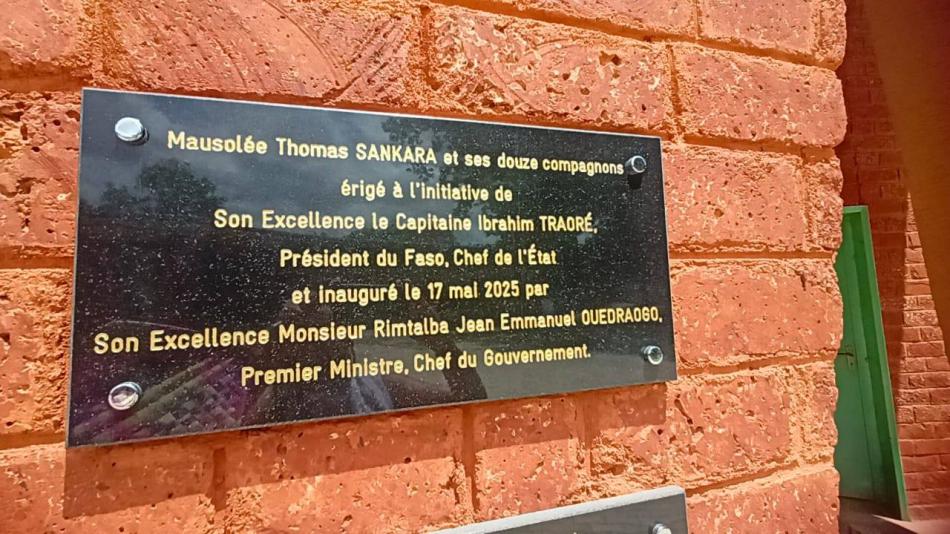 Mausolée Thomas SANKARA et ses douze compagnons
érigé à l'initiative de
Son Excellence le Capitaine Ibrahim TRAORÉ,
Président du Faso, Chef de l'État
et inauguré le 17 mai 2025 par
Son Excellence Monsieur Rimtalba Jean Emmanuel OUEDRAOGO,
Premier Ministre, Chef du Gouvernement.